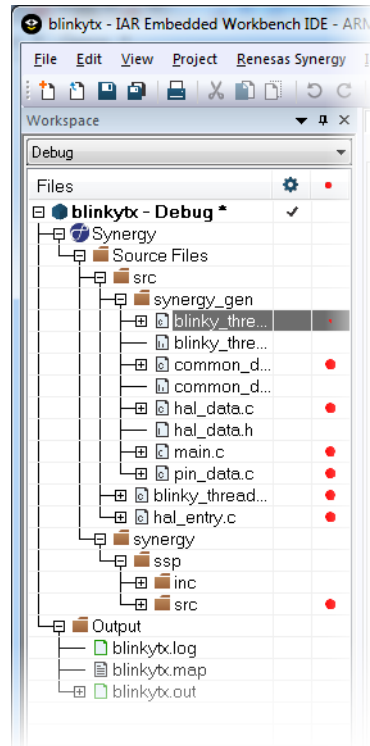 blinkytx - IAR Embedded Workbench IDE - ARM
File Edit View Project Renesas Synergy
Workspace
Debug
Files
blinkytx - Debug *
Synergy
Source Files
src
synergy_gen
blinky_thre...
blinky_thre...
common_d...
common_d...
hal_data.c
hal_data.h
main.c
pin_data.c
blinky_thread...
hal_entry.c
synergy
ssp
inc
src
Output
blinkytx.log
blinkytx.map
blinkytx.out